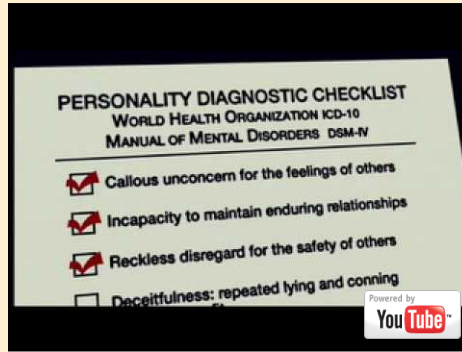 PERSONALITY DIAGNOSTIC CHECKLIST
WORLD HEALTH ORGANIZATION ICD-10
MANUAL OF MENTAL DISORDERS DSM-IV
Callous unconcern for the feelings of others
Incapacity to maintain enduring relationships
Reckless disregard for the safety of others
Deceitfulness: repeated lying and conning
Powered by
YouTube